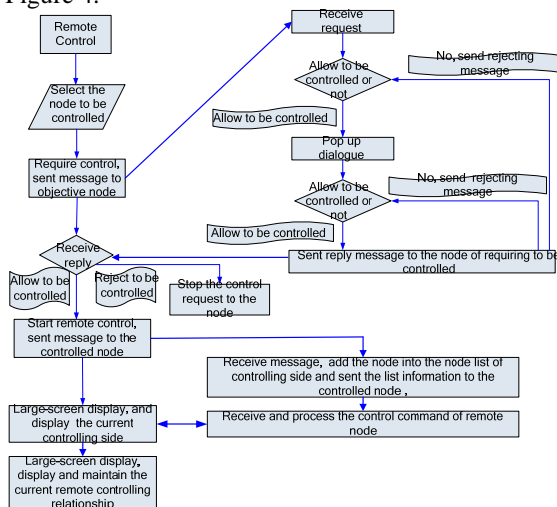 Figure 4.
Remote
Control
Select the
node to be
controlled
Require control,
sent message to
objective node
Receive
reply
Allow to be
controlled
Reject to be
controlled
Stop the control
request to the
node
Start remote control,
sent message to the
controlled node
Large-screen display, and
display the current
controlling side
Large-screen display,
display and maintain the
current remote controlling
relationship
Receive
request
Allow to be
controlled or
not
No, send rejecting
message
Allow to be controlled
Pop up
dialogue
Allow to be
controlled or
not
No, send rejecting
message
Allow to be controlled
Sent reply message to the node of requiring to be
controlled
Receive message, add the node into the node list of
controlling side and sent the list infomation to the
controlled node ,
Receive and process the control command of remote
node